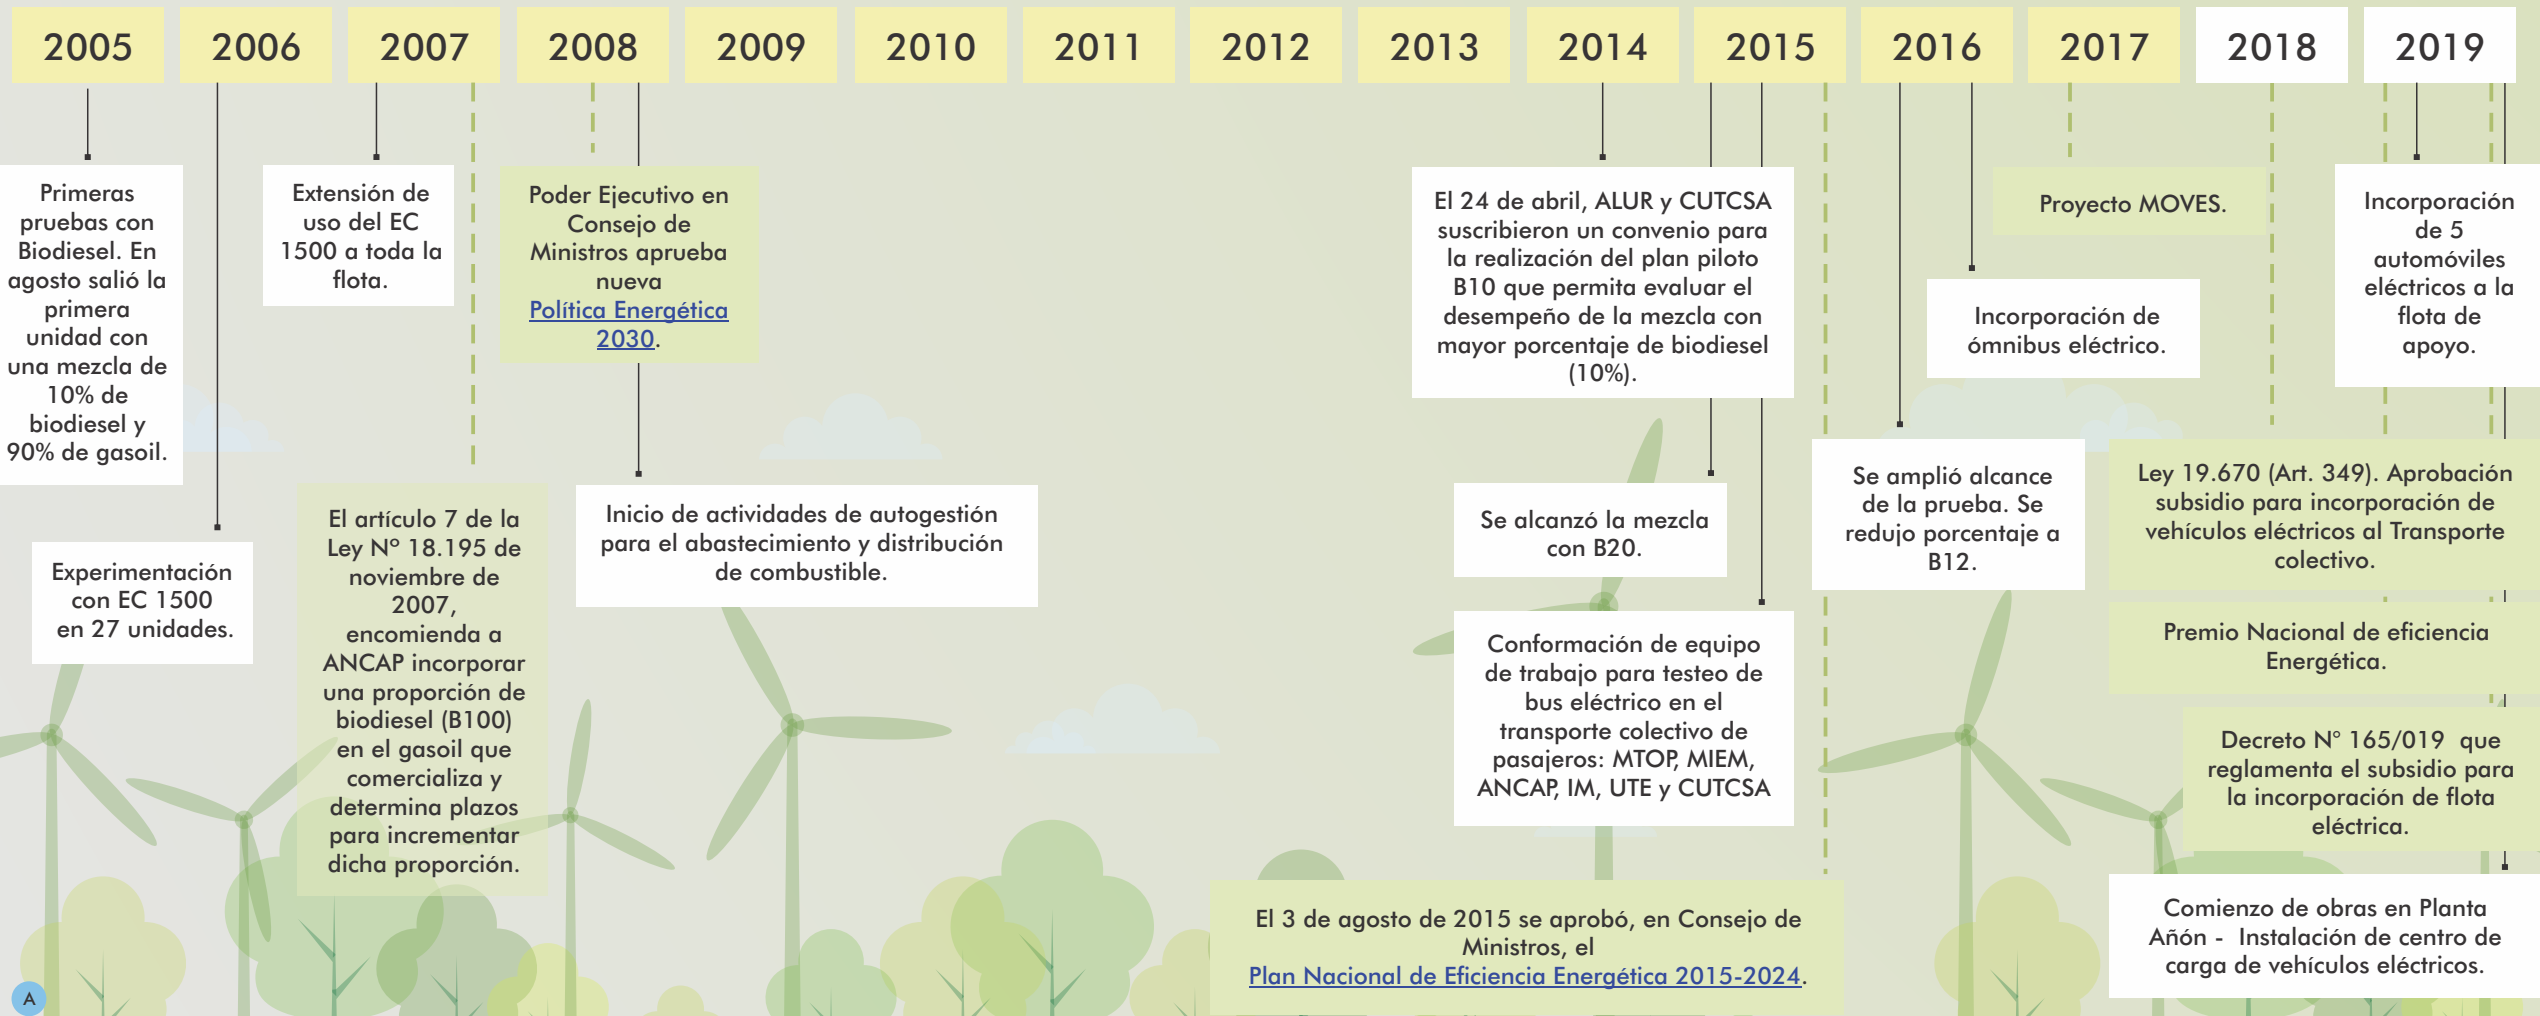 2005
2006
2007
2008
2009
2010
2011
2012
2013
2014
2015
2016
2017
2018
2019
Primeras
pruebas con
Biodiesel. En
agosto salió la
primera
unidad con
una mezcla de
10% de
biodiesel y
90% de gasoil.
Experimentación
con EC 1500
en 27 unidades.
Extensión de
uso del EC
1500 a toda la
flota.
El artículo 7 de la
Ley Nº 18.195 de
noviembre de
2007,
encomienda a
ANCAP incorporar
una proporción de
biodiesel (B100)
en el gasoil que
comercializa y
determina plazos
para incrementar
dicha proporción.
Poder Ejecutivo en
Consejo de
Ministros aprueba
nueva
Política Energética
2030.
Inicio de actividades de autogestión
para el abastecimiento y distribución
de combustible.
El 24 de abril, ALUR y CUTCSA
suscribieron un convenio para
la realización del plan piloto
B10 que permita evaluar el
desempeño de la mezcla con
mayor porcentaje de biodiesel
(10%).
Se alcanzó la mezcla
con B20.
Conformación de equipo
de trabajo para testeo de
bus eléctrico en el
transporte colectivo de
pasajeros: MTOP, MIEM,
ANCAP, IM, UTE y CUTCSA
El 3 de agosto de 2015 se aprobó, en Consejo de
Ministros, el
Plan Nacional de Eficiencia Energética 2015-2024.
Se amplió alcance
de la prueba. Se
redujo porcentaje a
B12.
Incorporación de
ómnibus eléctrico.
Proyecto MOVES.
Ley 19.670 (Art. 349). Aprobación
subsidio para incorporación de
vehículos eléctricos al Transporte
colectivo.
Incorporación
de 5
automóviles
eléctricos a la
flota de
apoyo.
Premio Nacional de eficiencia
Energética.
Decreto N° 165/019 que
reglamenta el subsidio para
la incorporación de flota
eléctrica.
Comienzo de obras en Planta
Añón - Instalación de centro de
carga de vehículos eléctricos.
A